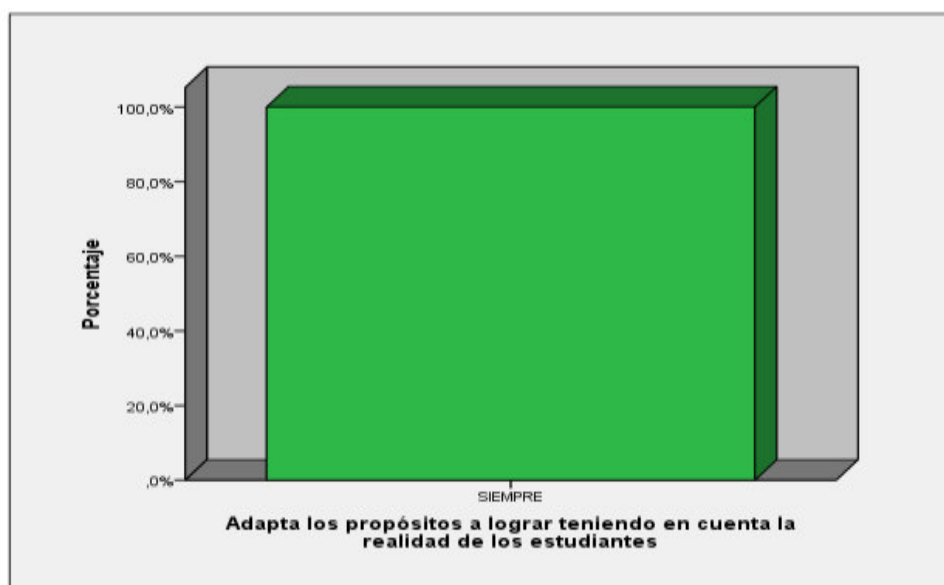 100,0%
80,0%
60,0%
40,0%
20,0%
,0%
Porcentaje
SIEMPRE
Adapta los propósitos a lograr teniendo en cuenta la
realidad de los estudiantes